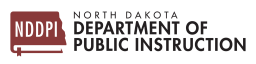 NDDPI
NORTH DAKOTA
DEPARTMENT OF
PUBLIC INSTRUCTION